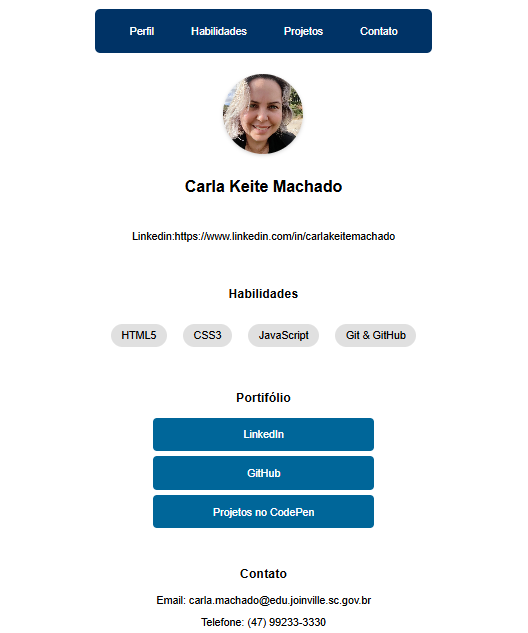 Perfil Habilidades Projetos Contato
Carla Keite Machado
Linkedin:https://www.linkedin.com/in/carlakeitemachado
Habilidades
HTML5 CSS3 JavaScript Git & GitHub
Portifólio
LinkedIn
GitHub
Projetos no CodePen
Contato
Email: carla.machado@edu.joinville.sc.gov.br
Telefone: (47) 99233-3330